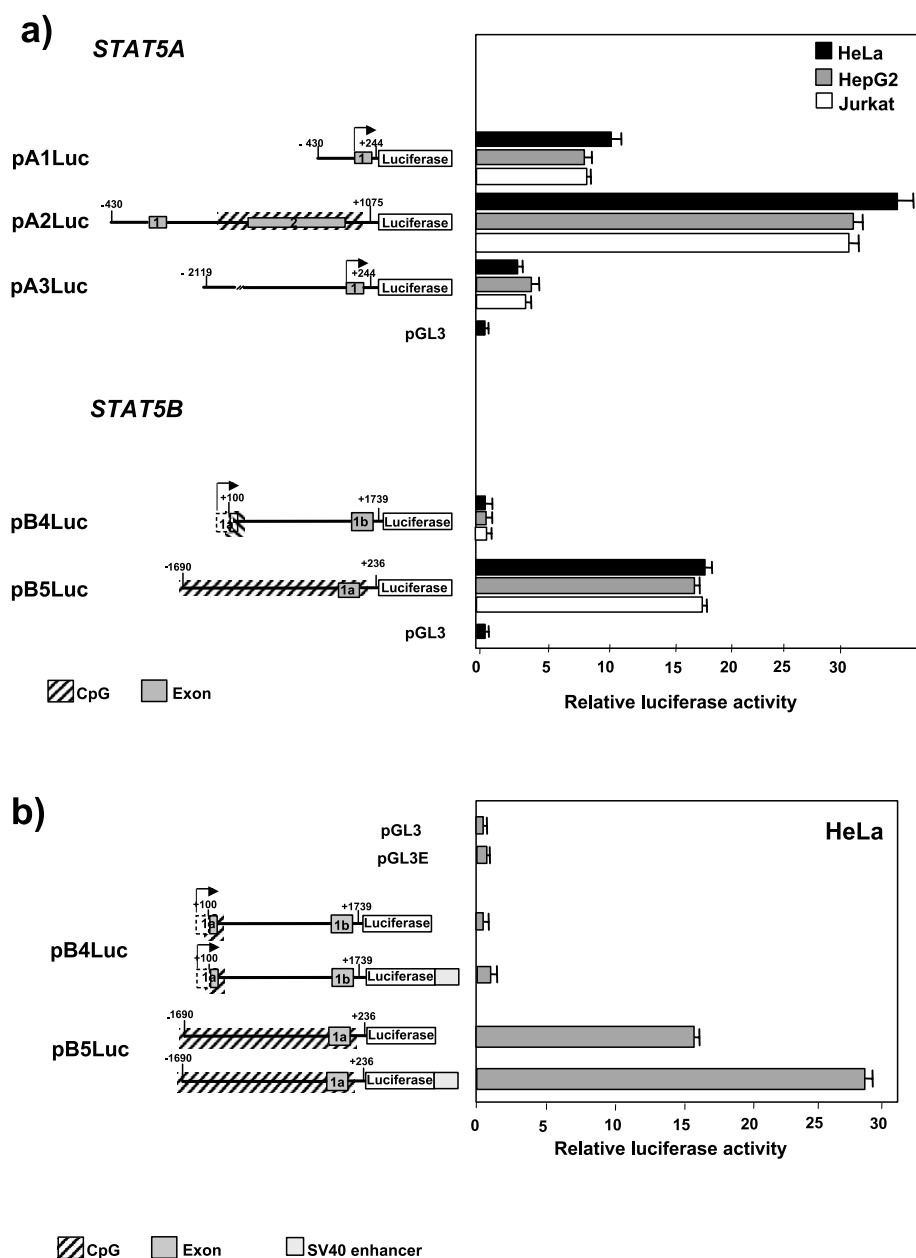 a)
STAT5A
HeLa
HepG2
Jurkat
- 430
+244
pA1Luc
1
Luciferase
-430
+1075
pA2Luc
1
2
Luciferase
- 2119
+244
pA3Luc
1
Luciferase
pGL3
STAT5B
+100
+1739
pB4Luc
1a
1b
Luciferase
-1690
+236
pB5Luc
1a
Luciferase
pGL3
0 5 10 15 20 25 30
CpG
Exon
Relative luciferase activity
b)
HeLa
pGL3
pGL3E
+100
+1739
1a
1b
Luciferase
pB4Luc
+100
+1739
1a
1b
Luciferase
-1690
+236
1a
Luciferase
pB5Luc
-1690
+236
1a
Luciferase
0 5 10 15 20 25 30
Relative luciferase activity
CpG
Exon
SV40 enhancer